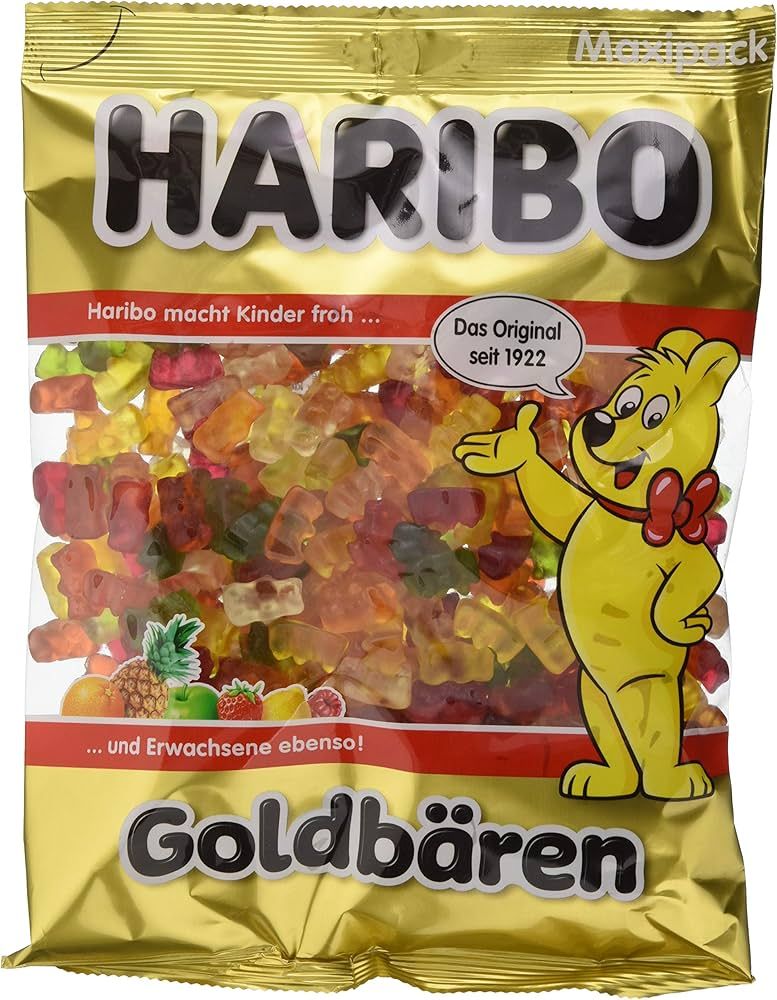 Maxipack
HARIBO
Haribo macht Kinder froh ...
Das Original
seit 1922
... und Erwachsene ebenso!
Goldbären